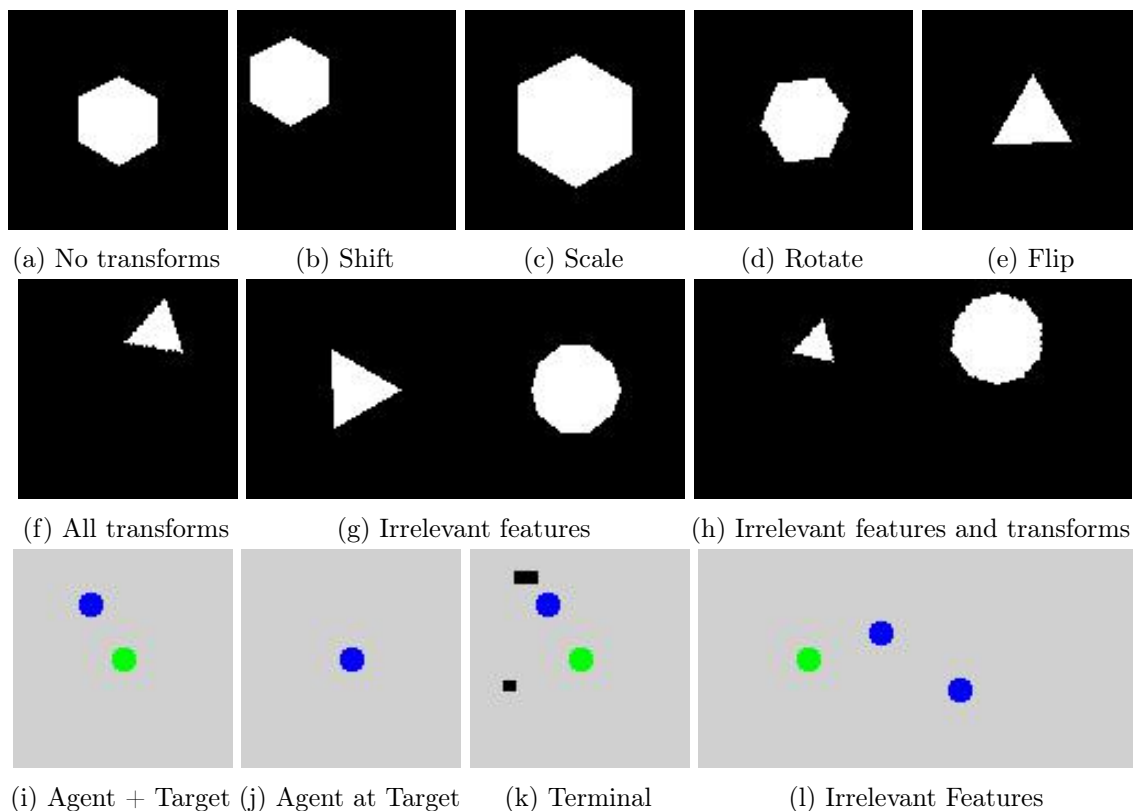 (a) No transforms (b) Shift (c) Scale (d) Rotate (e) Flip
(f) All transforms (g) Irrelevant features (h) Irrelevant features and transforms
(i) Agent + Target (j) Agent at Target (k) Terminal (l) Irrelevant Features